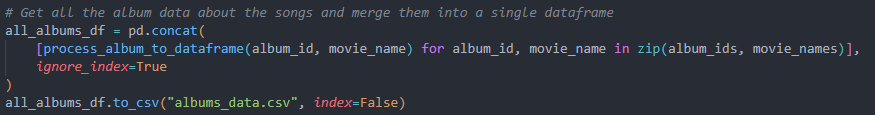 # Get all the album data about the songs and merge them into a single dataframe
all_albums_df = pd.concat(
    [process_album_to_dataframe(album_id, movie_name) for album_id, movie_name in zip(album_ids, movie_names)],
    ignore_index=True
)
all_albums_df.to_csv("albums_data.csv", index=False)